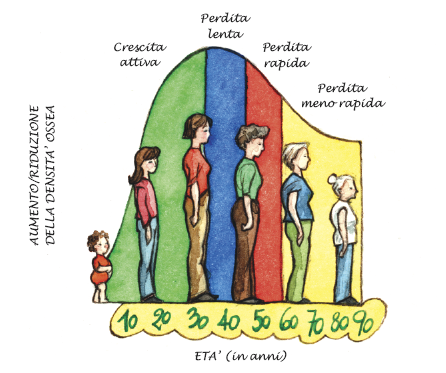 Perdita
lenta
Crescita
attiva
Perdita
rapida
Perdita
meno rapida
AUMENTO/RIDUZIONE
DELLA DENSITA' OSSEA
10 20 30 40 50 60 70 80 90
ETA' (in anni)